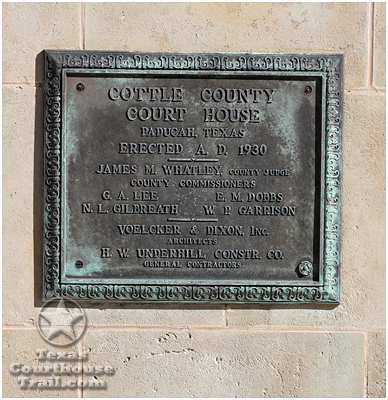 COTTLE COUNTY
COURT HOUSE
PADUCAH, TEXAS
ERECTED A. D. 1930
JAMES M. WHATLEY, COUNTY JUDGE
COUNTY COMMISSIONERS
G. A. LEE E. M. DOBBS
N. L. GILBREATH W. P. GARRISON
VOELCKER & DIXON, INC.
ARCHITECTS
H. W. UNDERHILL CONSTR. CO.
GENERAL CONTRACTORS
Texas
Courthouse
Trail.com